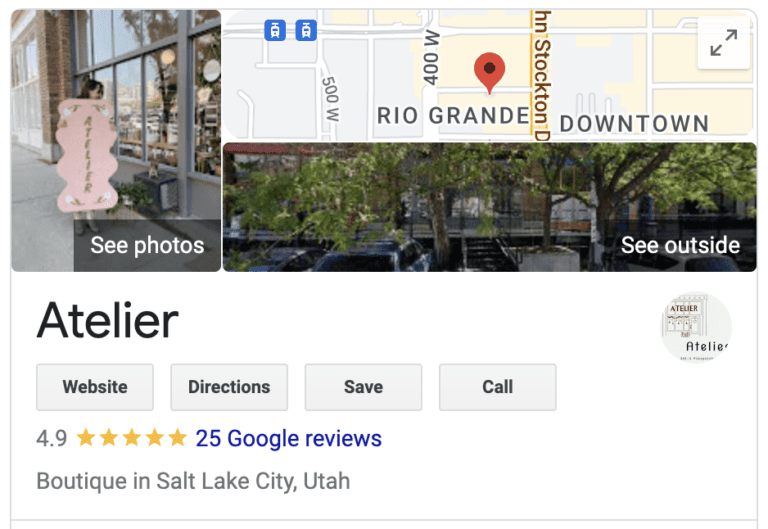 ATELIER
See photos
500 W
400 W
hn Stockton D
RIO GRANDE
DOWNTOWN
See outside
Atelier
ATELIER
Atelier
Website
Directions
Save
Call
4.9
25 Google reviews
Boutique in Salt Lake City, Utah